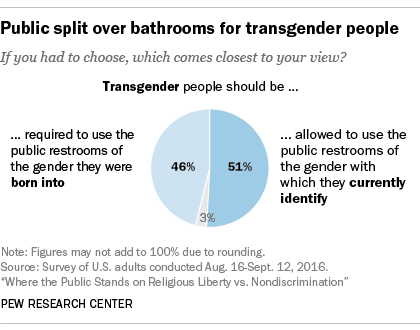 Public split over bathrooms for transgender people
If you had to choose, which comes closest to your view?
Transgender people should be ...
... required to use the
public restrooms of
the gender they were
born into
46%
51%
3%
... allowed to use the
public restrooms of
the gender with
which they currently
identify
Note: Figures may not add to 100% due to rounding.
Source: Survey of U.S. adults conducted Aug. 16-Sept. 12, 2016.
“Where the Public Stands on Religious Liberty vs. Nondiscrimination”
PEW RESEARCH CENTER